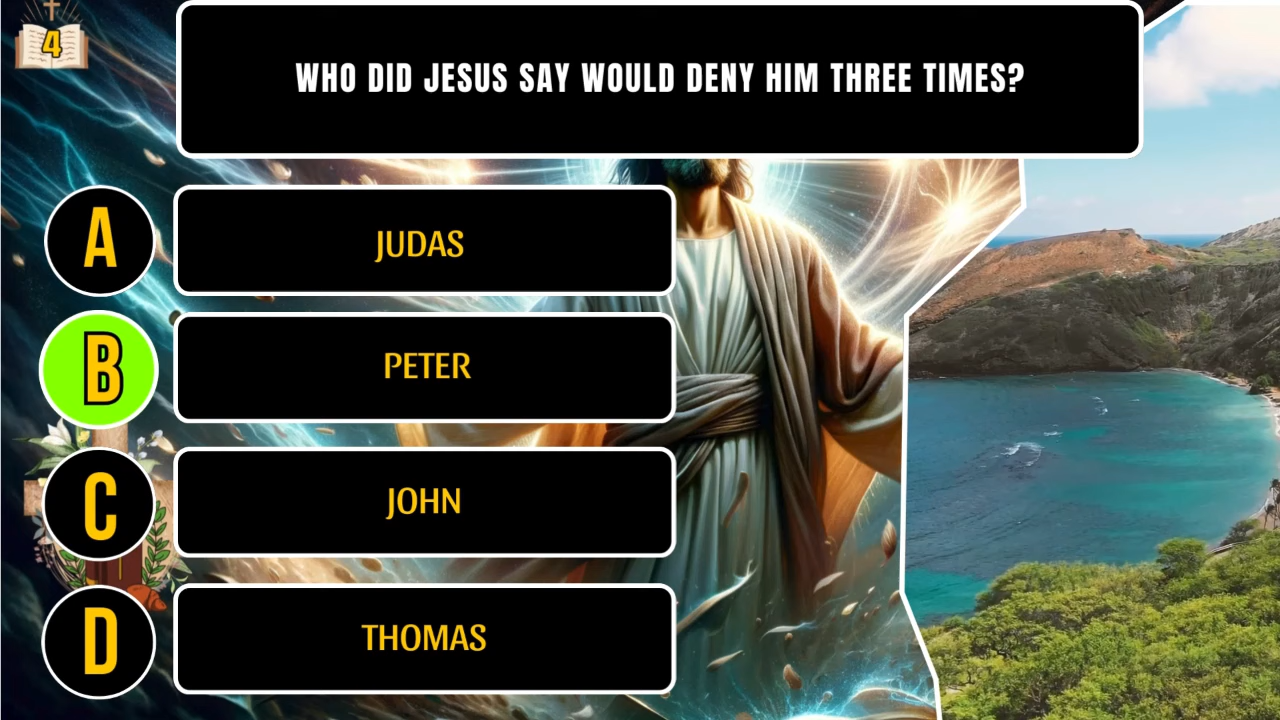 4
WHO DID JESUS SAY WOULD DENY HIM THREE TIMES?
A
JUDAS
B
PETER
C
JOHN
D
THOMAS